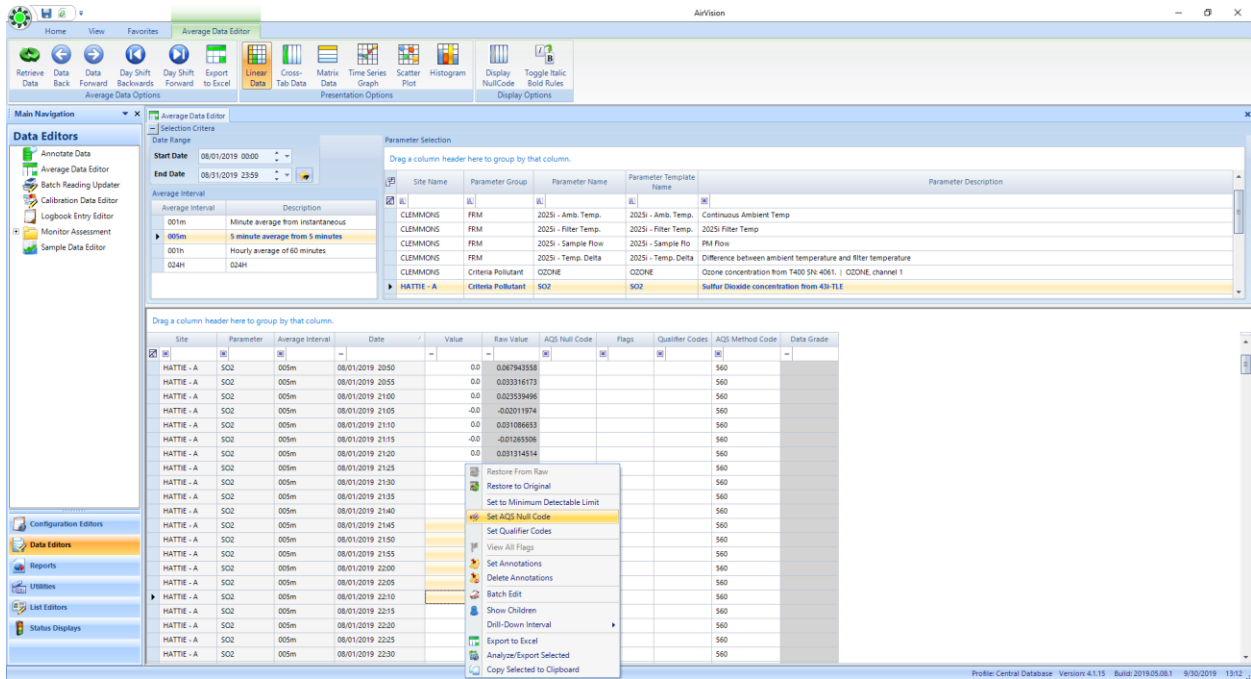 AirVision
Home View Favorites Average Data Editor
Retrieve Data Data Back Data Forward Day Shift Backwards Day Shift Forward Export to Excel Linear Data Cross-Tab Data Matrix Data Time Series Graph Scatter Plot Histogram Display NullCode Toggle Italic Bold Rules
Average Data Options Presentation Options Display Options
Main Navigation
Data Editors
Annotate Data
Average Data Editor
Batch Reading Updater
Calibration Data Editor
Logbook Entry Editor
Monitor Assessment
Sample Data Editor
Configuration Editors
Data Editors
Reports
Utilities
List Editors
Status Displays
Average Data Editor
Selection Critera
Date Range
Start Date 08/01/2019 00:00
End Date 08/31/2019 23:59
Average Interval
Average Interval Description
001m Minute average from instantaneous
005m 5 minute average from 5 minutes
001h Hourly average of 60 minutes
024H 024H
Parameter Selection
Drag a column header here to group by that column.
Site Name Parameter Group Parameter Name Parameter Template Name Parameter Description
CLEMMONS FRM 2025i - Amb. Temp. 2025i - Amb. Temp. Continuous Ambient Temp
CLEMMONS FRM 2025i - Filter Temp. 2025i - Filter Temp. 2025i Filter Temp
CLEMMONS FRM 2025i - Sample Flow 2025i - Sample Flo PM Flow
CLEMMONS FRM 2025i - Temp. Delta 2025i - Temp. Delta Difference between ambient temperature and filter temperature
CLEMMONS Criteria Pollutant OZONE OZONE Ozone concentration from T400 SN: 4061. | OZONE, channel 1
HATTIE - A Criteria Pollutant SO2 SO2 Sulfur Dioxide concentration from 43i-TLE
Drag a column header here to group by that column.
Site Parameter Average Interval Date Value Raw Value AQS Null Code Flags Qualifier Codes AQS Method Code Data Grade
HATTIE - A SO2 005m 08/01/2019 20:50 0.0 0.067943558 560
HATTIE - A SO2 005m 08/01/2019 20:55 0.0 0.033316173 560
HATTIE - A SO2 005m 08/01/2019 21:00 0.0 0.023539496 560
HATTIE - A SO2 005m 08/01/2019 21:05 -0.0 -0.02011974 560
HATTIE - A SO2 005m 08/01/2019 21:10 0.0 0.031086653 560
HATTIE - A SO2 005m 08/01/2019 21:15 -0.0 -0.01265506 560
HATTIE - A SO2 005m 08/01/2019 21:20 0.0 0.031314514 560
HATTIE - A SO2 005m 08/01/2019 21:25 560
HATTIE - A SO2 005m 08/01/2019 21:30 560
HATTIE - A SO2 005m 08/01/2019 21:35 560
HATTIE - A SO2 005m 08/01/2019 21:40 560
HATTIE - A SO2 005m 08/01/2019 21:45 560
HATTIE - A SO2 005m 08/01/2019 21:50 560
HATTIE - A SO2 005m 08/01/2019 21:55 560
HATTIE - A SO2 005m 08/01/2019 22:00 560
HATTIE - A SO2 005m 08/01/2019 22:05 560
HATTIE - A SO2 005m 08/01/2019 22:10 560
HATTIE - A SO2 005m 08/01/2019 22:15 560
HATTIE - A SO2 005m 08/01/2019 22:20 560
HATTIE - A SO2 005m 08/01/2019 22:25 560
HATTIE - A SO2 005m 08/01/2019 22:30 560
Restore From Raw
Restore to Original
Set to Minimum Detectable Limit
Set AQS Null Code
Set Qualifier Codes
View All Flags
Set Annotations
Delete Annotations
Batch Edit
Show Children
Drill-Down Interval
Export to Excel
Analyze/Export Selected
Copy Selected to Clipboard
Profile: Central Database Version: 4.1.15 Build: 2019.05.08.1 9/30/2019 13:12